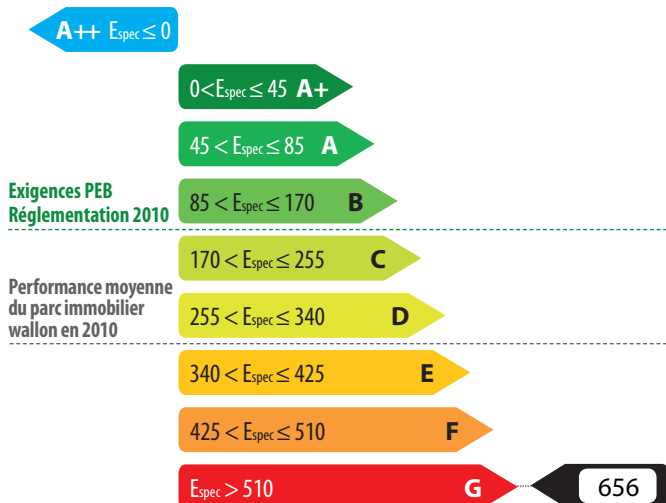 A++ Espec ≤ 0
0<Espec ≤ 45 A+
45 < Espec ≤ 85 A
Exigences PEB
Réglementation 2010
85 < Espec ≤ 170 B
170 < Espec ≤ 255 C
Performance moyenne
du parc immobilier
wallon en 2010
255 < Espec ≤ 340 D
340 < Espec ≤ 425 E
425 < Espec ≤ 510 F
Espec > 510 G
656